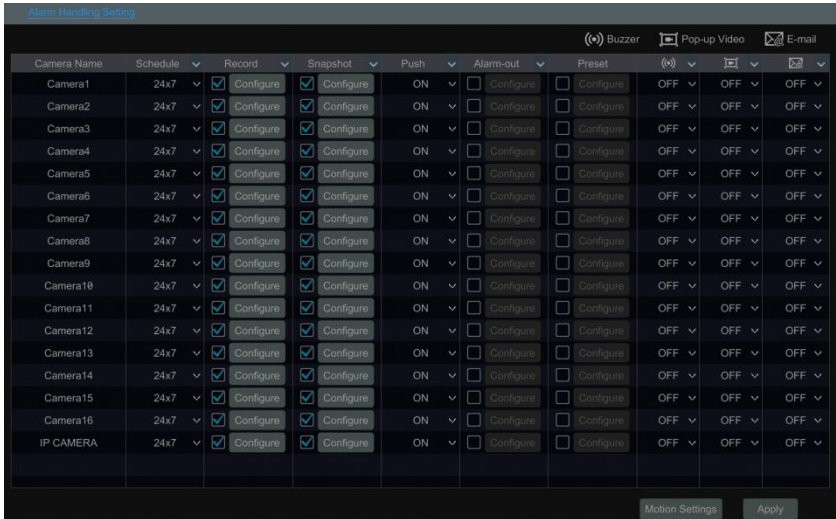 Alarm Handling Setting
Buzzer Pop-up Video E-mail
Camera Name Schedule Record Snapshot Push Alarm-out Preset
Camera1 24x7 Configure Configure ON Configure Configure OFF OFF OFF
Camera2 24x7 Configure Configure ON Configure Configure OFF OFF OFF
Camera3 24x7 Configure Configure ON Configure Configure OFF OFF OFF
Camera4 24x7 Configure Configure ON Configure Configure OFF OFF OFF
Camera5 24x7 Configure Configure ON Configure Configure OFF OFF OFF
Camera6 24x7 Configure Configure ON Configure Configure OFF OFF OFF
Camera7 24x7 Configure Configure ON Configure Configure OFF OFF OFF
Camera8 24x7 Configure Configure ON Configure Configure OFF OFF OFF
Camera9 24x7 Configure Configure ON Configure Configure OFF OFF OFF
Camera10 24x7 Configure Configure ON Configure Configure OFF OFF OFF
Camera11 24x7 Configure Configure ON Configure Configure OFF OFF OFF
Camera12 24x7 Configure Configure ON Configure Configure OFF OFF OFF
Camera13 24x7 Configure Configure ON Configure Configure OFF OFF OFF
Camera14 24x7 Configure Configure ON Configure Configure OFF OFF OFF
Camera15 24x7 Configure Configure ON Configure Configure OFF OFF OFF
Camera16 24x7 Configure Configure ON Configure Configure OFF OFF OFF
IP CAMERA 24x7 Configure Configure ON Configure Configure OFF OFF OFF
Motion Settings Apply